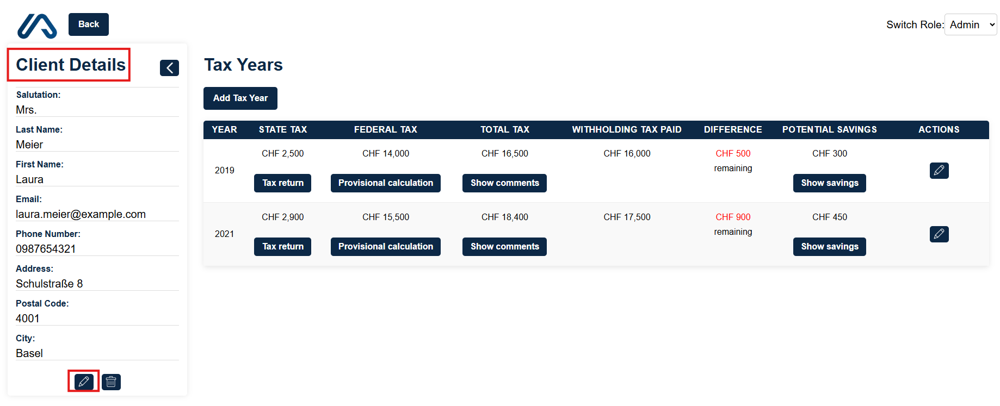 Back
Switch Role: Admin
Client Details
Salutation:
Mrs.
Last Name:
Meier
First Name:
Laura
Email:
laura.meier@example.com
Phone Number:
0987654321
Address:
Schulstraße 8
Postal Code:
4001
City:
Basel
Tax Years
Add Tax Year
YEAR STATE TAX FEDERAL TAX TOTAL TAX WITHHOLDING TAX PAID DIFFERENCE POTENTIAL SAVINGS ACTIONS
CHF 2,500 CHF 14,000 CHF 16,500 CHF 16,000 CHF 500 CHF 300
remaining
2019
Tax return Provisional calculation Show comments Show savings
CHF 2,900 CHF 15,500 CHF 18,400 CHF 17,500 CHF 900 CHF 450
remaining
2021
Tax return Provisional calculation Show comments Show savings